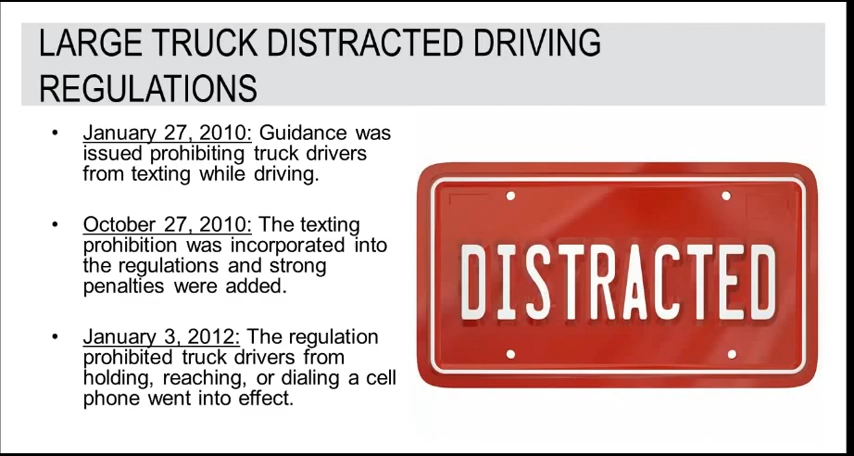 LARGE TRUCK DISTRACTED DRIVING
REGULATIONS
• January 27, 2010: Guidance was
issued prohibiting truck drivers
from texting while driving.
• October 27, 2010: The texting
prohibition was incorporated into
the regulations and strong
penalties were added.
• January 3, 2012: The regulation
prohibited truck drivers from
holding, reaching, or dialing a cell
phone went into effect.
DISTRACTED